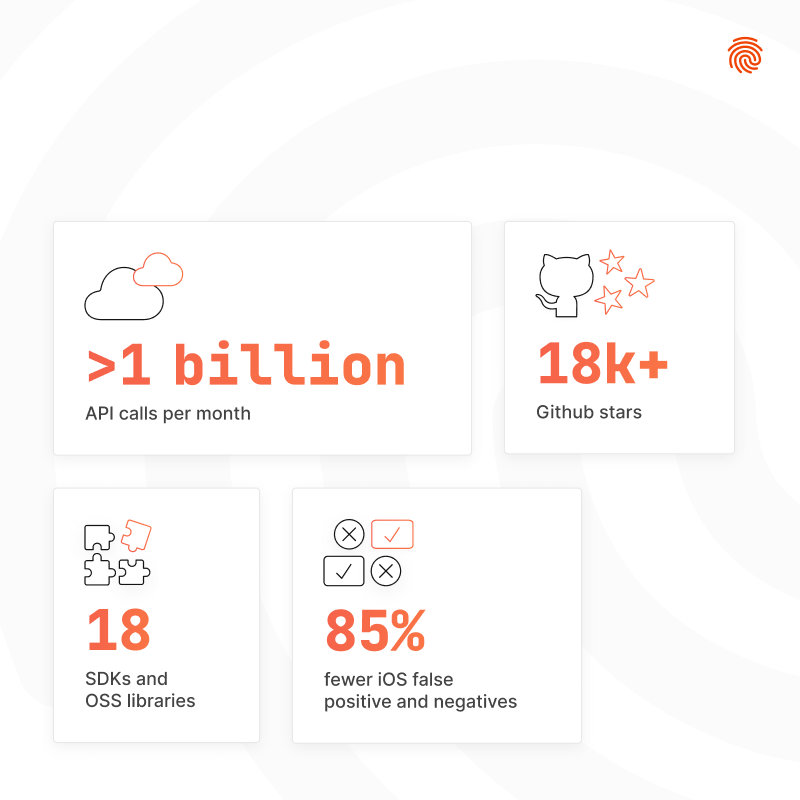 >1 billion
API calls per month
18k+
Github stars
18
SDKs and
OSS libraries
85%
fewer iOS false
positive and negatives